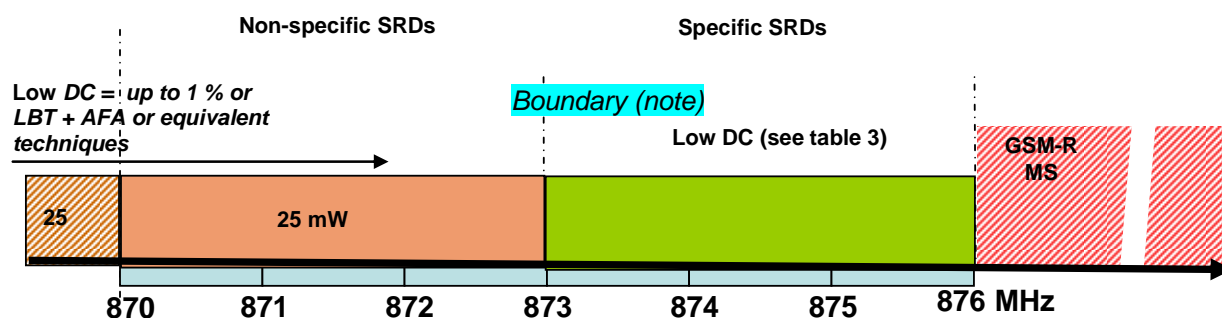 Non-specific SRDs
Specific SRDs
Low DC = up to 1 % or
LBT + AFA or equivalent
techniques
Boundary (note)
Low DC (see table 3)
GSM-R
MS
25
25 mW
870
871
872
873
874
875
876 MHz